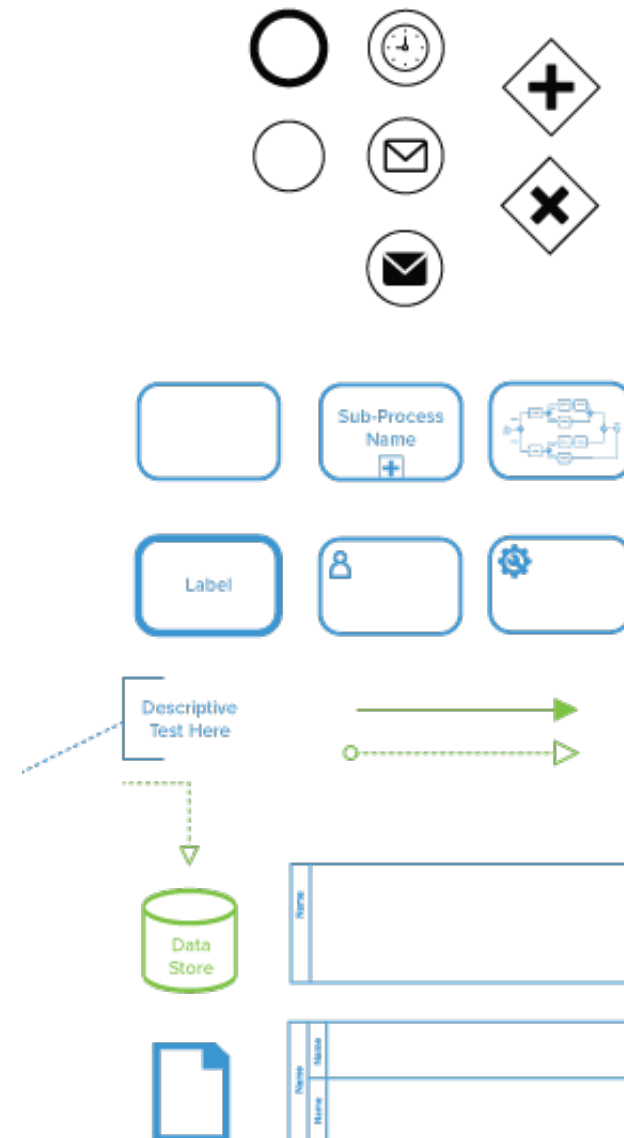 Sub-Process
Name
Label
Descriptive
Test Here
Name
Data
Store
Name
Name
Name